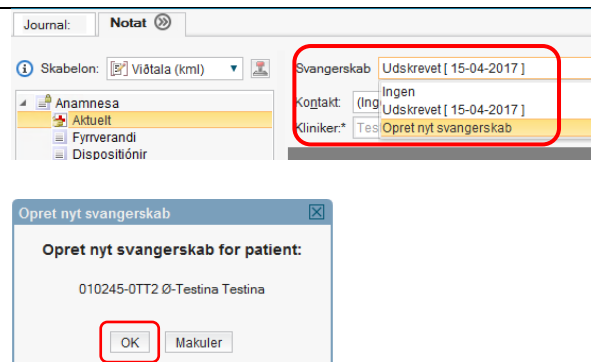 Journal: Notat
Skabelon: Viðtala (kml)
Svangerskab Udskrevet [ 15-04-2017 ]
Ingen
Udskrevet [ 15-04-2017 ]
Opret nyt svangerskab
Kontakt: (Ing
Kliniker:* Tes
Anamnesa
Aktuelt
Fyrrverandi
Dispositiónir
Opret nyt svangerskab
Opret nyt svangerskab for patient:
010245-0TT2 Ø-Testina Testina
OK Makuler